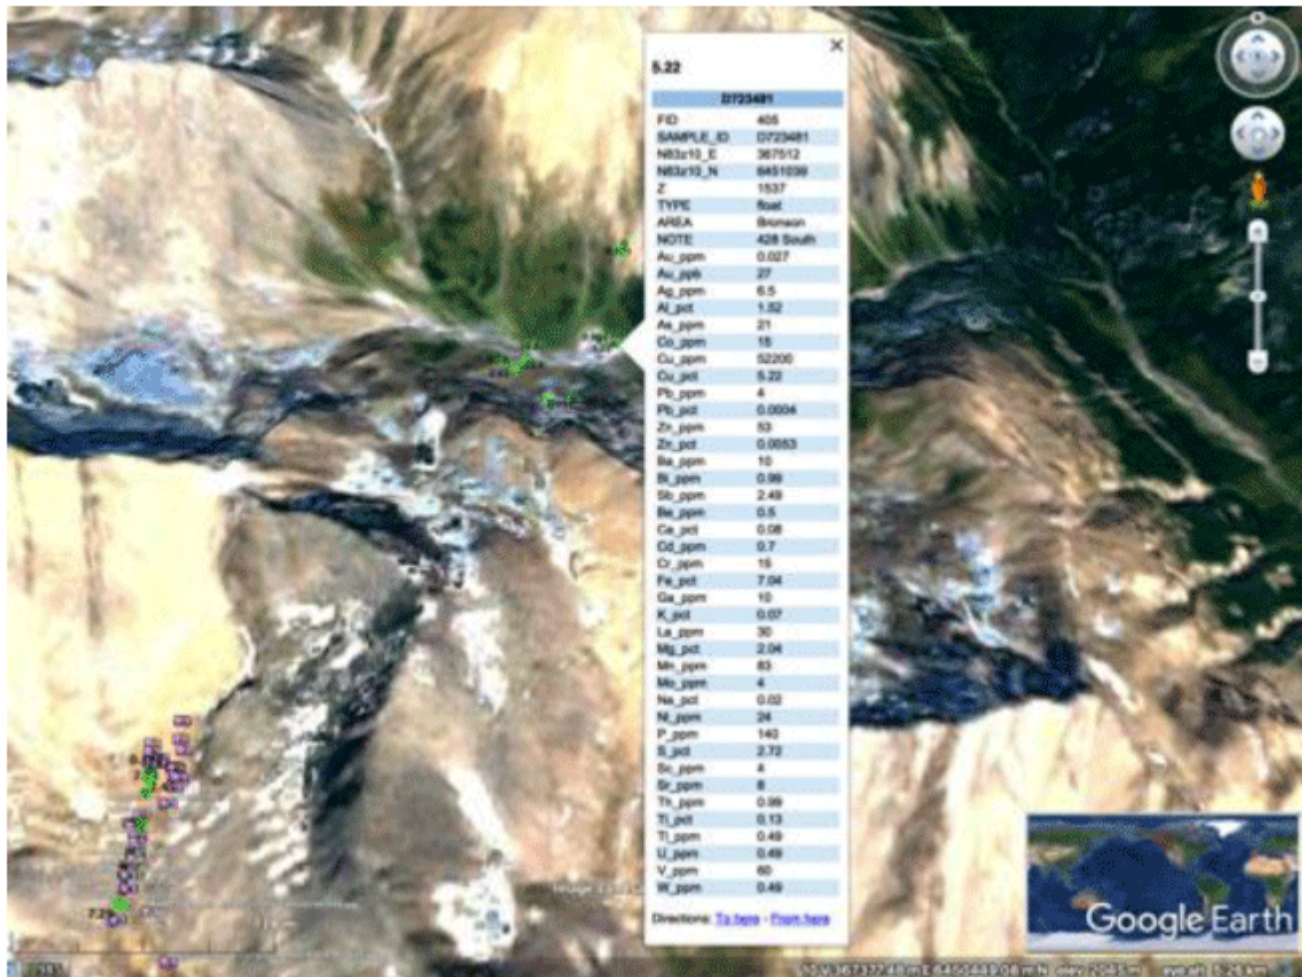 5.22
D723481
FID 405
SAMPLE_ID D723481
N83z10_E 367512
N83z10_N 6451039
Z 1537
TYPE float
AREA Bronson
NOTE 428 South
Au_ppm 0.027
Au_ppb 27
Ag_ppm 6.5
Al_pct 1.52
As_ppm 21
Co_ppm 15
Cu_ppm 52200
Cu_pct 5.22
Pb_ppm 4
Pb_pct 0.0004
Zn_ppm 53
Zn_pct 0.0053
Ba_ppm 10
Bi_ppm 0.99
Sb_ppm 2.49
Be_ppm 0.5
Ca_pct 0.08
Cd_ppm 0.7
Cr_ppm 15
Fe_pct 7.04
Ga_ppm 10
K_pct 0.07
La_ppm 30
Mg_pct 2.04
Mn_ppm 83
Mo_ppm 4
Na_pct 0.02
Ni_ppm 24
P_ppm 140
S_pct 2.72
Sc_ppm 4
Sr_ppm 8
Th_ppm 0.99
Ti_pct 0.13
Tl_ppm 0.49
U_ppm 0.49
V_ppm 60
W_ppm 0.49
Directions: To here - From here
Google Earth